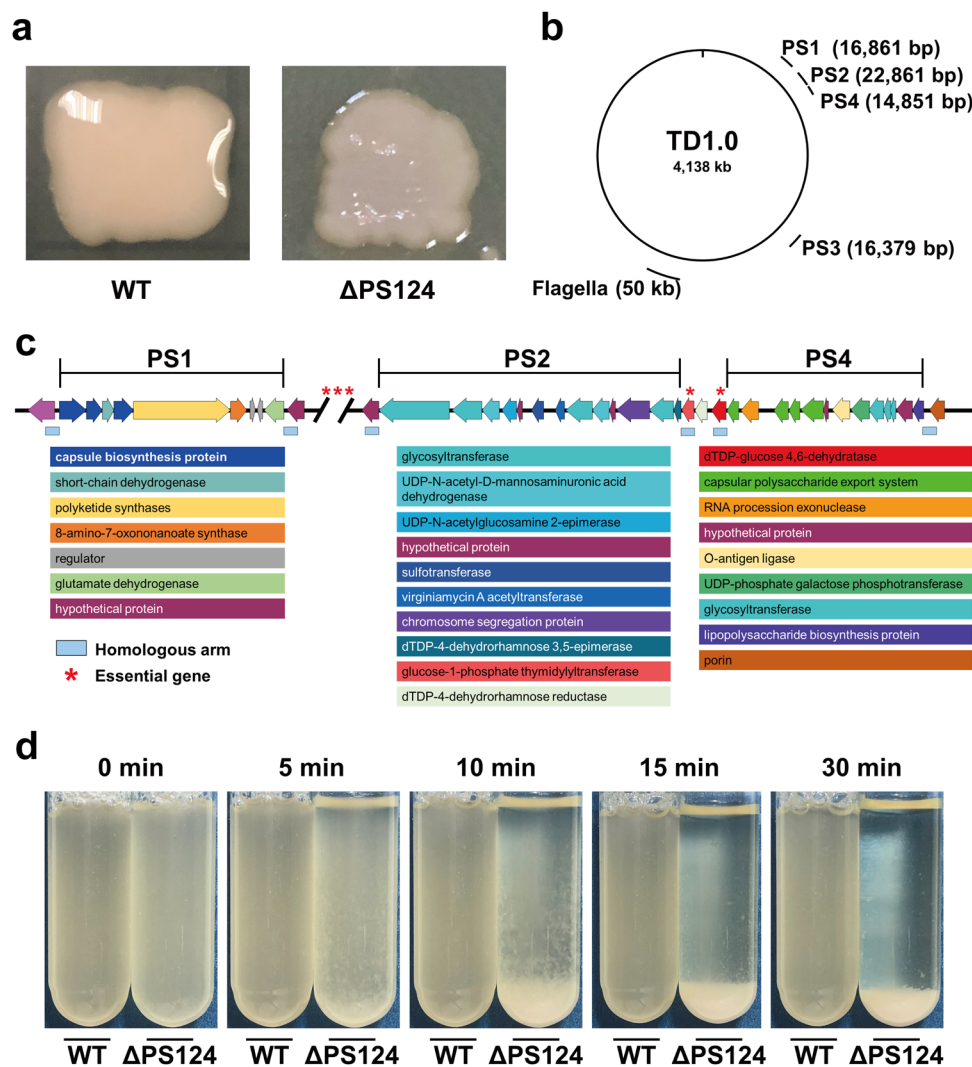 a
WT
ΔPS124
b
PS1 (16,861 bp)
PS2 (22,861 bp)
PS4 (14,851 bp)
TD1.0
4,138 kb
PS3 (16,379 bp)
Flagella (50 kb)
c
PS1
PS2
PS4
***
*
*
capsule biosynthesis protein
short-chain dehydrogenase
polyketide synthases
8-amino-7-oxononanoate synthase
regulator
glutamate dehydrogenase
hypothetical protein
Homologous arm
* Essential gene
glycosyltransferase
UDP-N-acetyl-D-mannosaminuronic acid
dehydrogenase
UDP-N-acetylglucosamine 2-epimerase
hypothetical protein
sulfotransferase
virginiamycin A acetyltransferase
chromosome segregation protein
dTDP-4-dehydrorhamnose 3,5-epimerase
glucose-1-phosphate thymidylyltransferase
dTDP-4-dehydrorhamnose reductase
dTDP-glucose 4,6-dehydratase
capsular polysaccharide export system
RNA procession exonuclease
hypothetical protein
O-antigen ligase
UDP-phosphate galactose phosphotransferase
glycosyltransferase
lipopolysaccharide biosynthesis protein
porin
d
0 min
5 min
10 min
15 min
30 min
WT ΔPS124
WT ΔPS124
WT ΔPS124
WT ΔPS124
WT ΔPS124